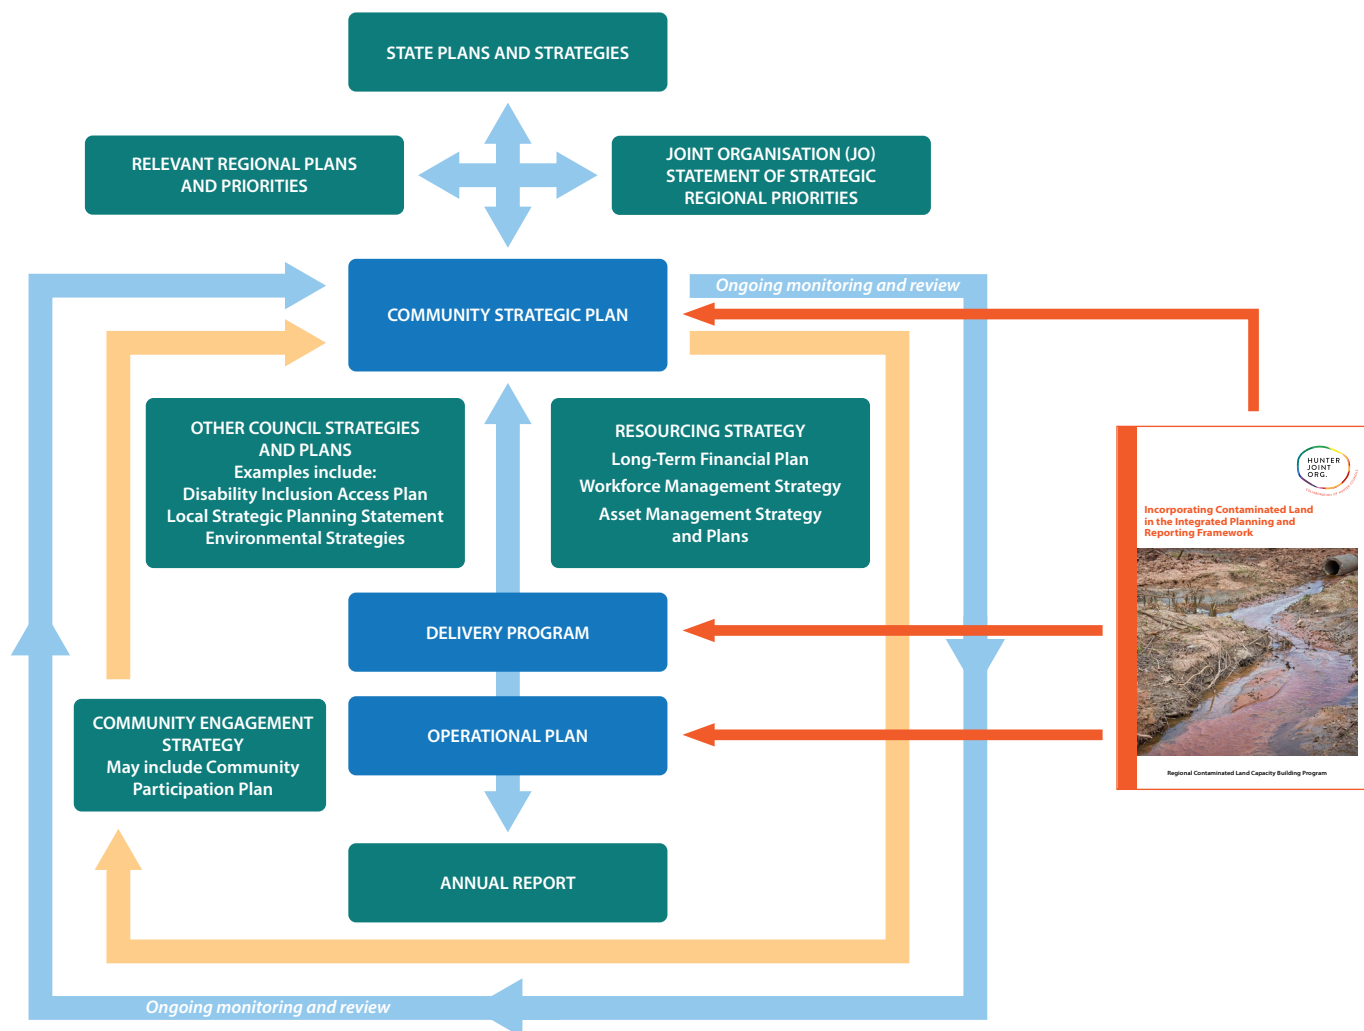 STATE PLANS AND STRATEGIES
RELEVANT REGIONAL PLANS
AND PRIORITIES
JOINT ORGANISATION (JO)
STATEMENT OF STRATEGIC
REGIONAL PRIORITIES
Ongoing monitoring and review
COMMUNITY STRATEGIC PLAN
OTHER COUNCIL STRATEGIES
AND PLANS
Examples include:
Disability Inclusion Access Plan
Local Strategic Planning Statement
Environmental Strategies
RESOURCING STRATEGY
Long-Term Financial Plan
Workforce Management Strategy
Asset Management Strategy
and Plans
HUNTER
JOINT
ORG.
Incorporating Contaminated Land
in the Integrated Planning and
Reporting Framework
Regional Contaminated Land Capacity Building Program
DELIVERY PROGRAM
OPERATIONAL PLAN
COMMUNITY ENGAGEMENT
STRATEGY
May include Community
Participation Plan
ANNUAL REPORT
Ongoing monitoring and review